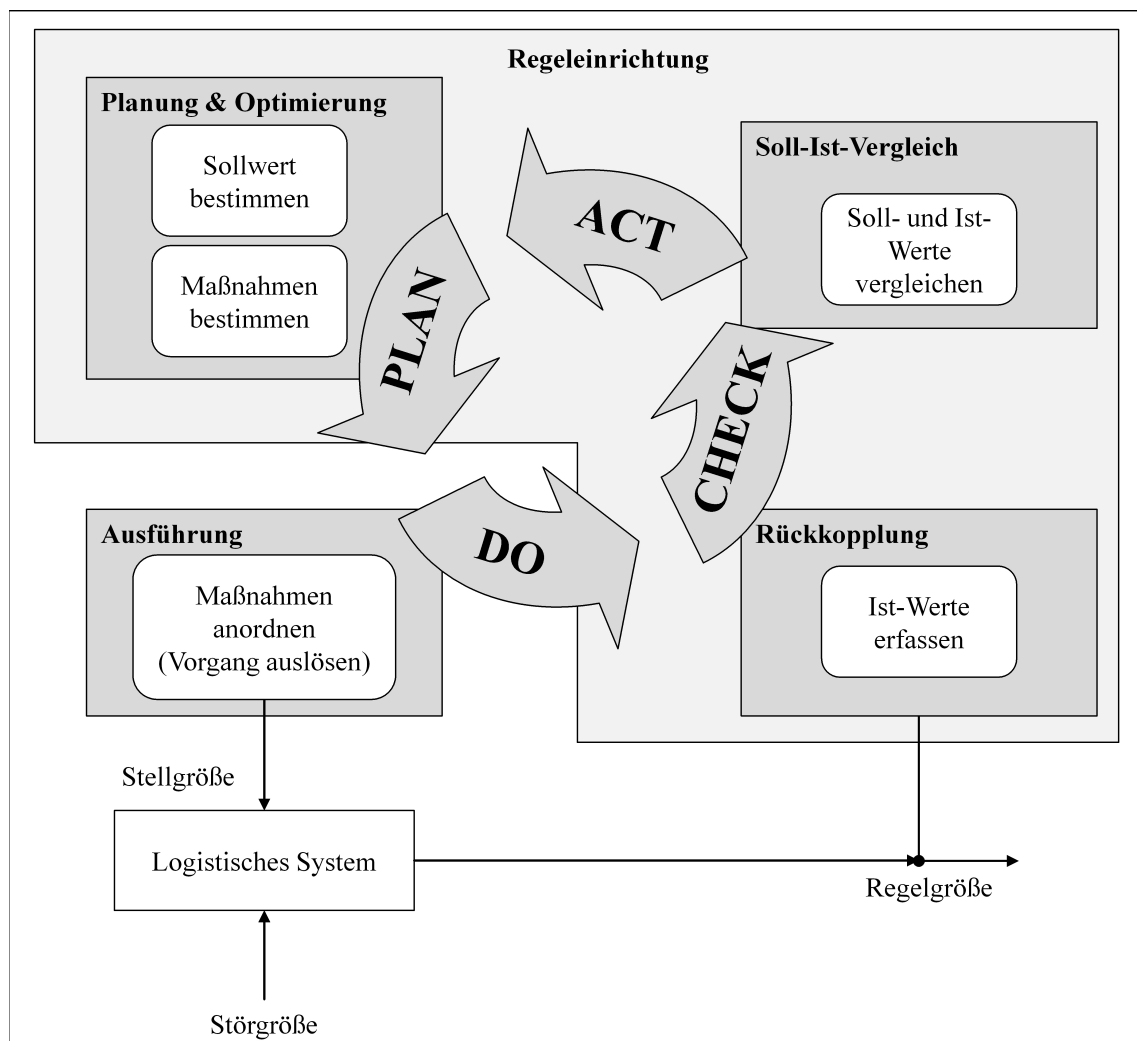 Regeleinrichtung
Planung & Optimierung
Sollwert
bestimmen
Maßnahmen
bestimmen
Soll-Ist-Vergleich
Soll- und Ist-
Werte
vergleichen
ACT
PLAN
CHECK
DO
Ausführung
Maßnahmen
anordnen
(Vorgang auslösen)
Rückkopplung
Ist-Werte
erfassen
Stellgröße
Logistisches System
Regelgröße
Störgröße